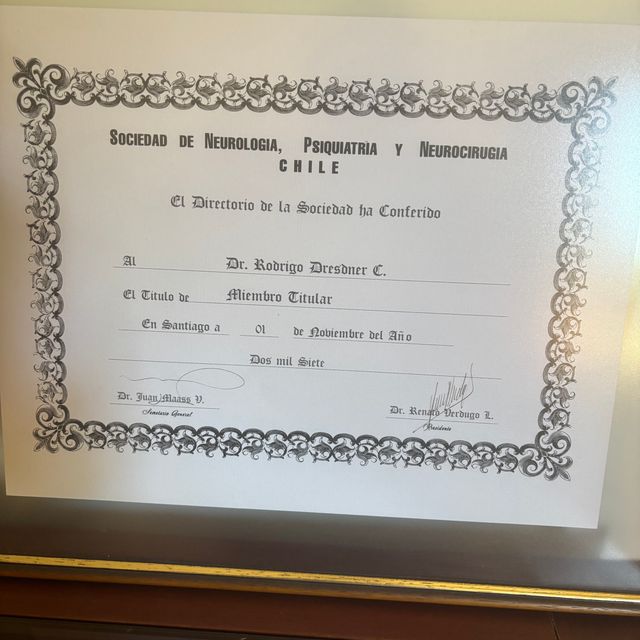 SOCIEDAD DE NEUROLOGIA, PSIQUIATRIA Y NEUROCIRUGIA
CHILE
El Directorio de la Sociedad ha Conferido
Al Dr. Rodrigo Dresdner C.
El Titulo de Miembro Titular
En Santiago a 01 de Noviembre del Año
Dos mil Siete
Dr. Juan Maass V.
Secretario General
Dr. Renato Verdugo L.
Presidente